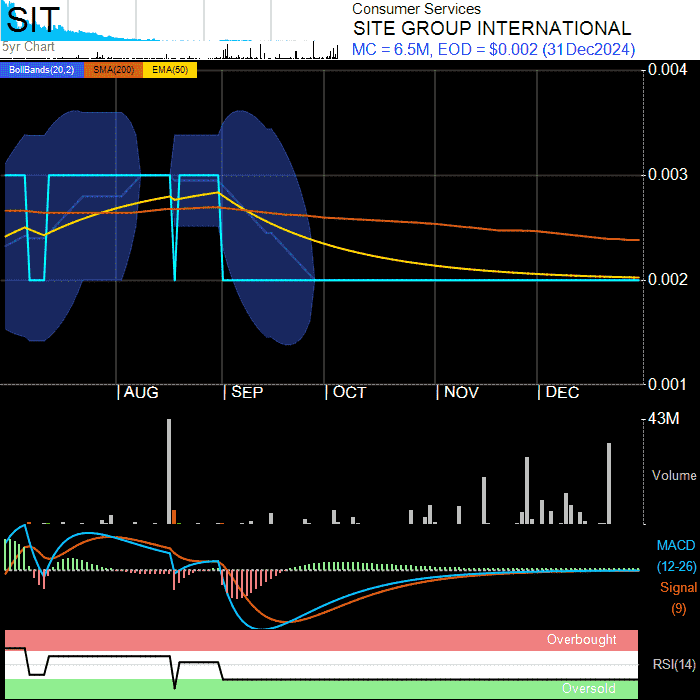 SIT
5yr Chart
Consumer Services
SITE GROUP INTERNATIONAL
MC = 6.5M, EOD = $0.002 (31Dec2024)
BollBands(20,2) SMA(200) EMA(50)
0.004
0.003
0.002
0.001
AUG SEP OCT NOV DEC
43M
Volume
MACD
(12-26)
Signal
(9)
Overbought
RSI(14)
Oversold